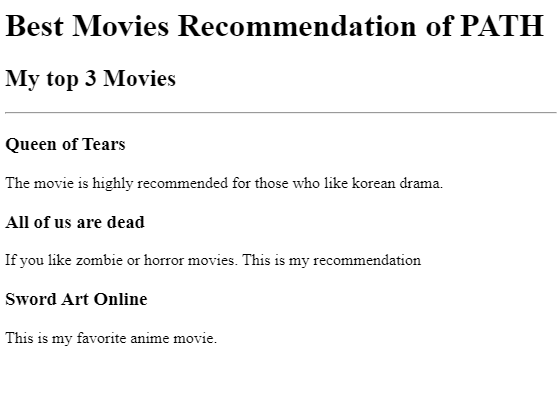 Best Movies Recommendation of PATH
My top 3 Movies
Queen of Tears
The movie is highly recommended for those who like korean drama.
All of us are dead
If you like zombie or horror movies. This is my recommendation
Sword Art Online
This is my favorite anime movie.